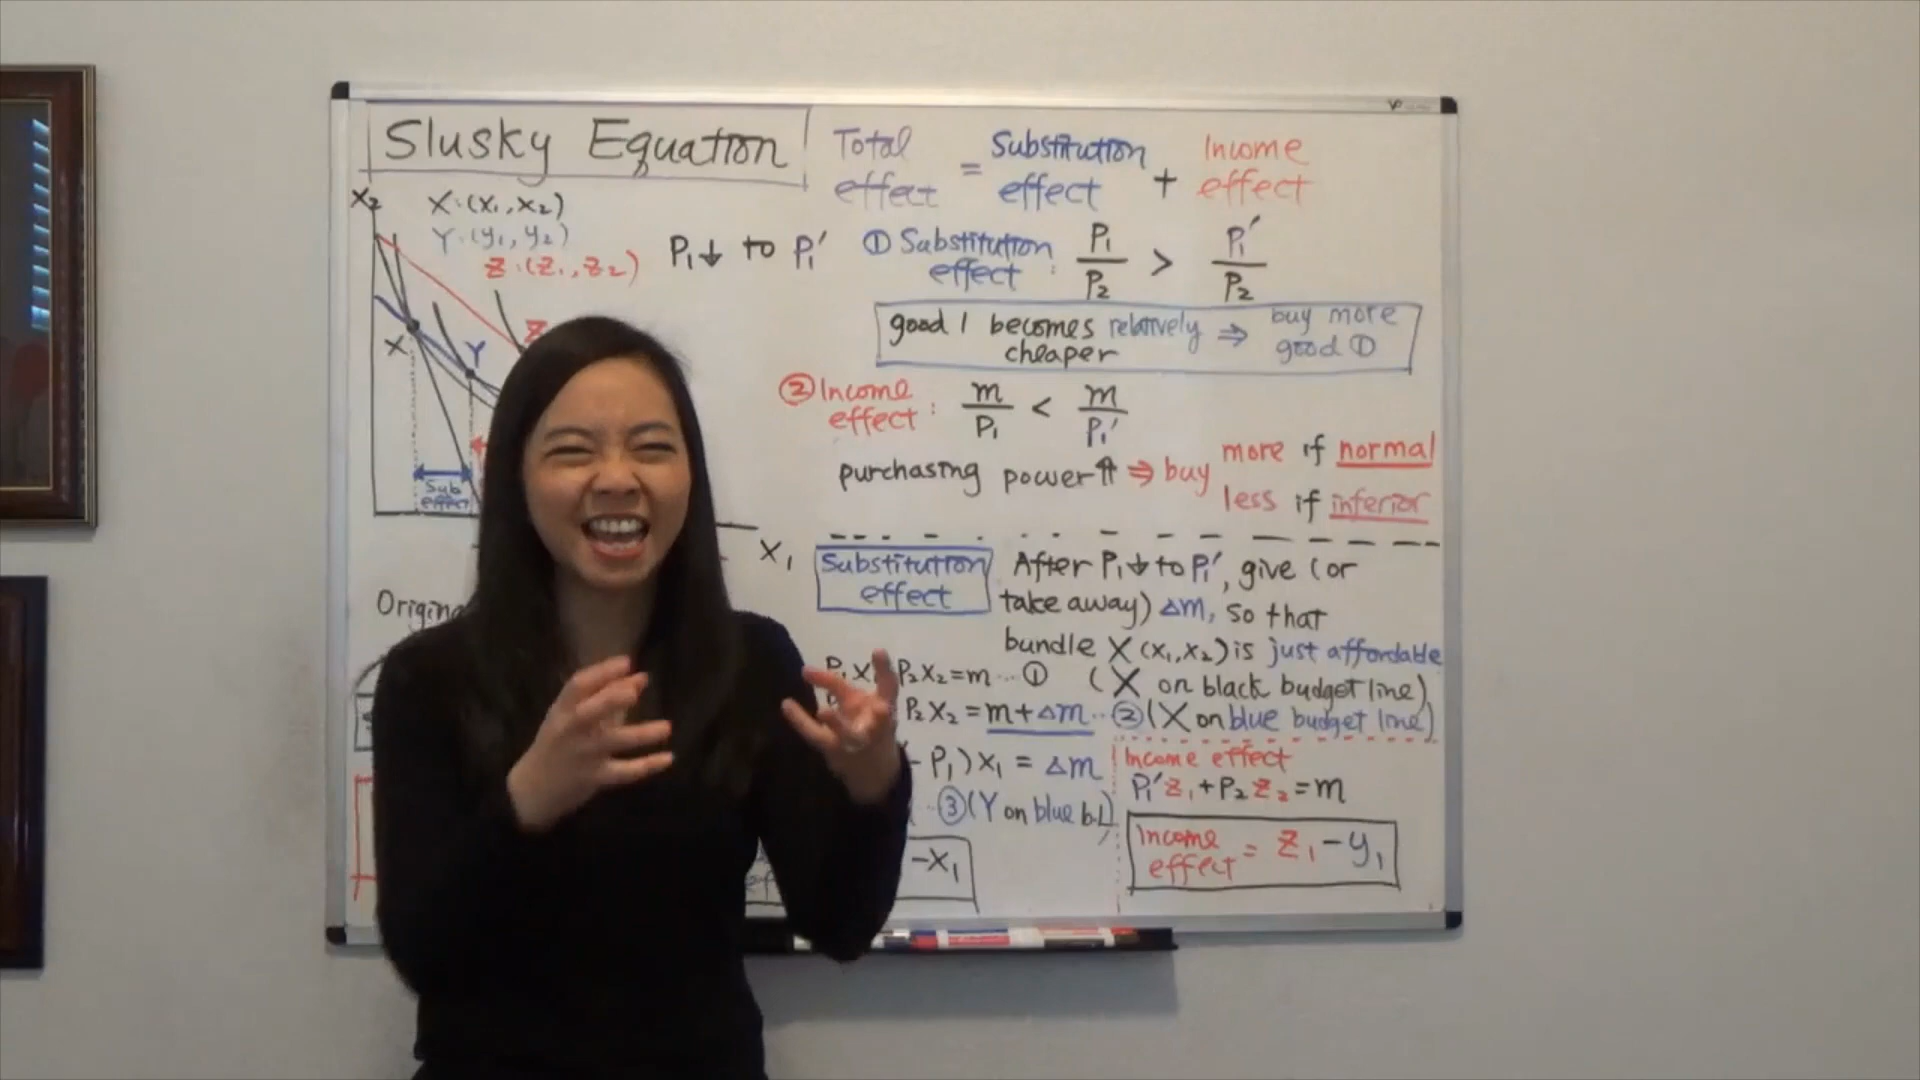 Slusky Equation
Total effect = Substitution effect + Income effect
X2
X:(x1,x2)
Y:(y1,y2)
Z:(z1,z2)
P1↓ to P1′
① Substitution effect : P1/P2 > P1′/P2
good 1 becomes relatively cheaper ⇒ buy more good ①
Z
X
Y
② Income effect : m/P1 < m/P1′
purchasing power↑ ⇒ buy more if normal
less if inferior
Sub effect
X1
Substitution effect
After P1↓ to P1′, give (or
take away) Δm, so that
bundle X (x1,x2) is just affordable
P2X2=m ... ① (X on black budget line)
P2X2 = m+Δm ... ② (X on blue budget line)
- P1)X1 = Δm
... ③ (Y on blue b.L)
-X1
Income effect
P1′Z1+P2Z2=m
Income effect = Z1-y1